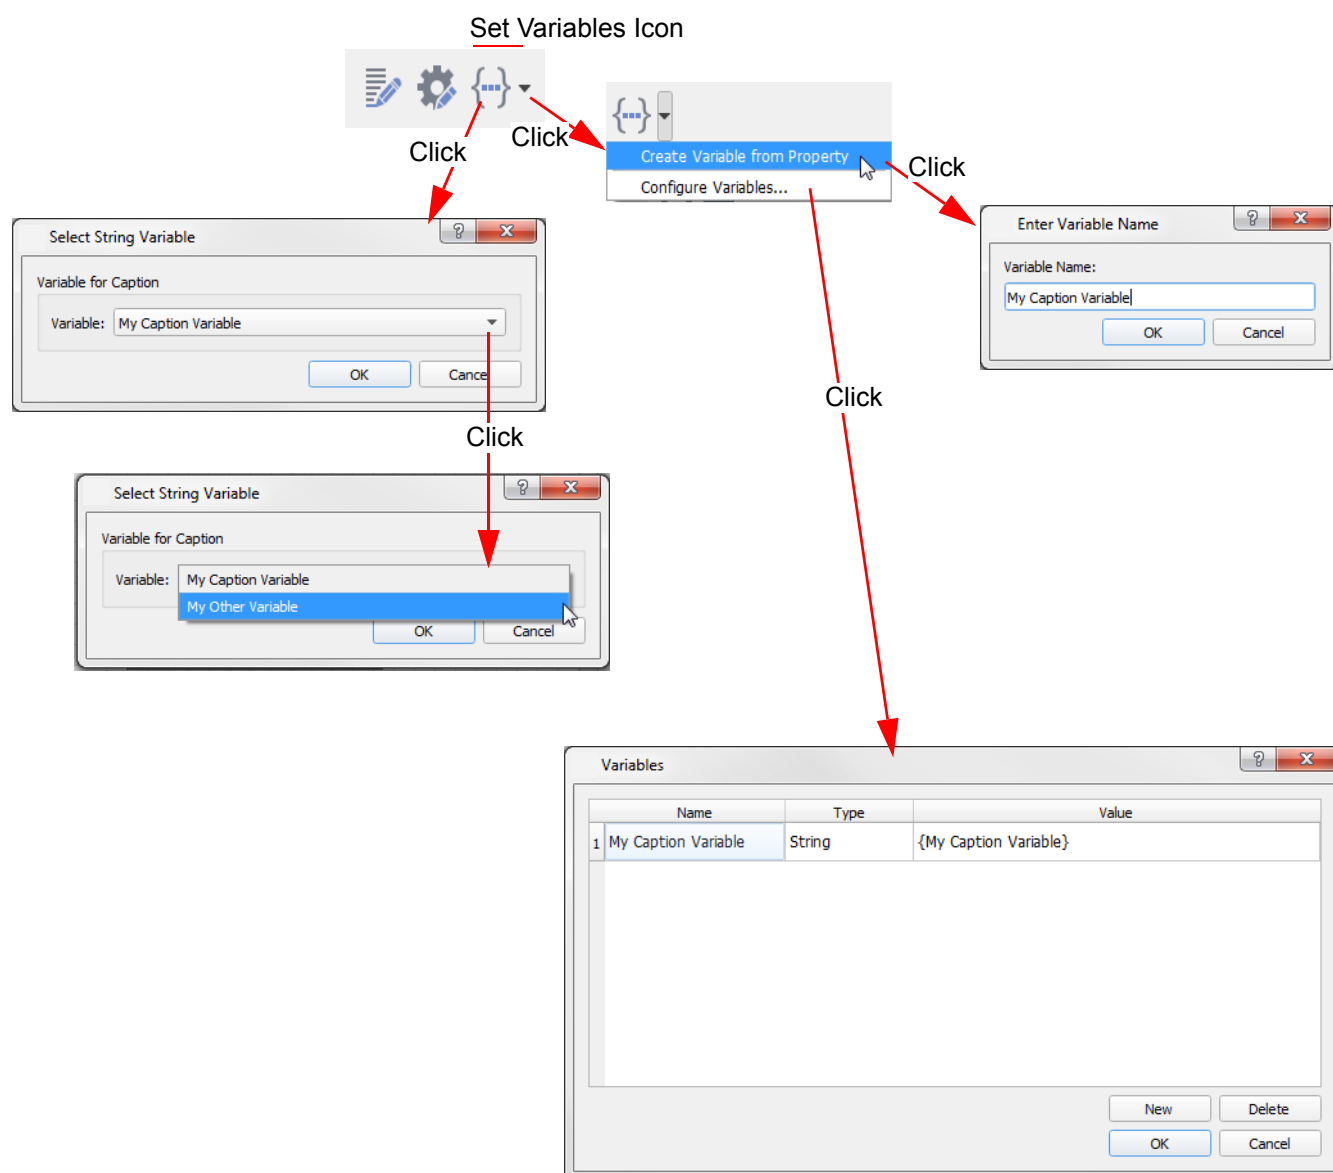 Set Variables Icon
Click
Click
Create Variable from Property
Configure Variables...
Click
Select String Variable
Variable for Caption
Variable: My Caption Variable
OK Cancel
Enter Variable Name
Variable Name:
My Caption Variable
OK Cancel
Click
Click
Select String Variable
Variable for Caption
Variable: My Caption Variable
My Other Variable
OK Cancel
Variables
Name Type Value
1 My Caption Variable String {My Caption Variable}
New Delete
OK Cancel